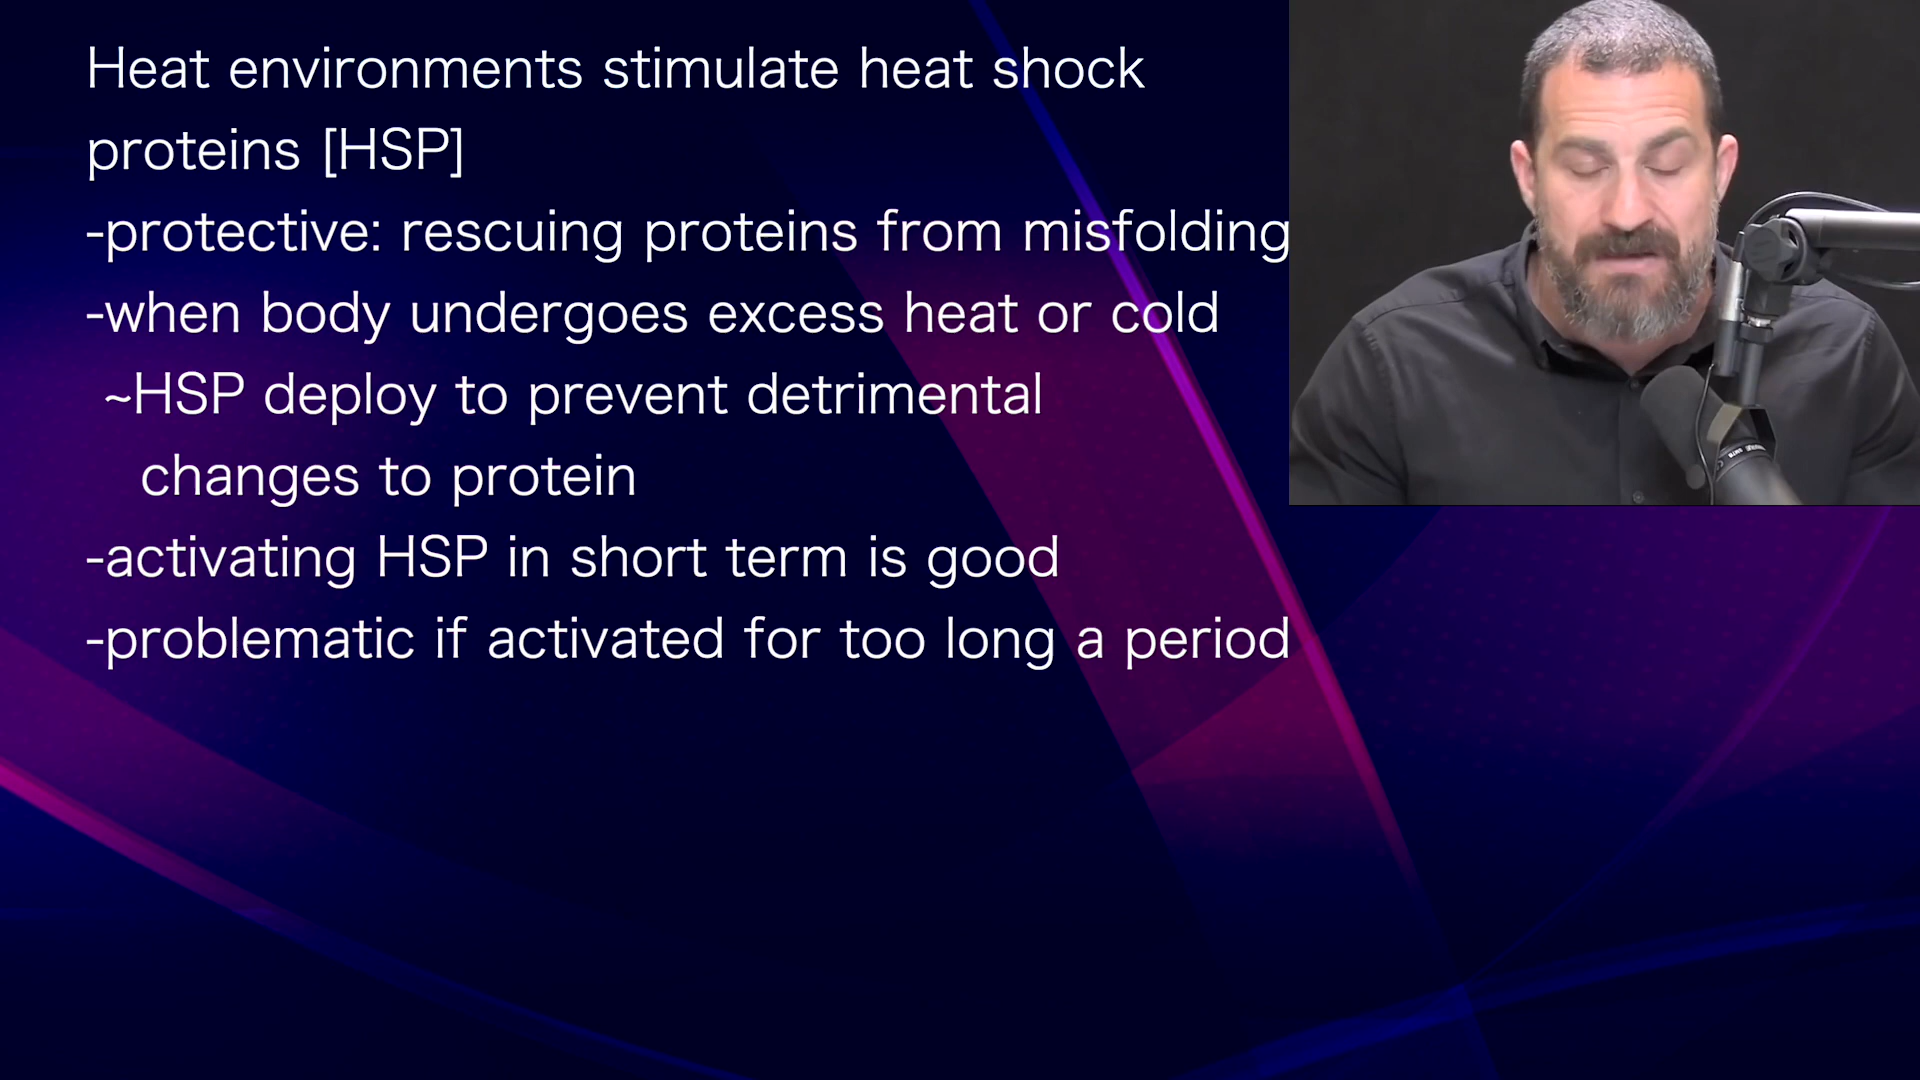 Heat environments stimulate heat shock
proteins [HSP]
-protective: rescuing proteins from misfolding
-when body undergoes excess heat or cold
~HSP deploy to prevent detrimental
changes to protein
-activating HSP in short term is good
-problematic if activated for too long a period